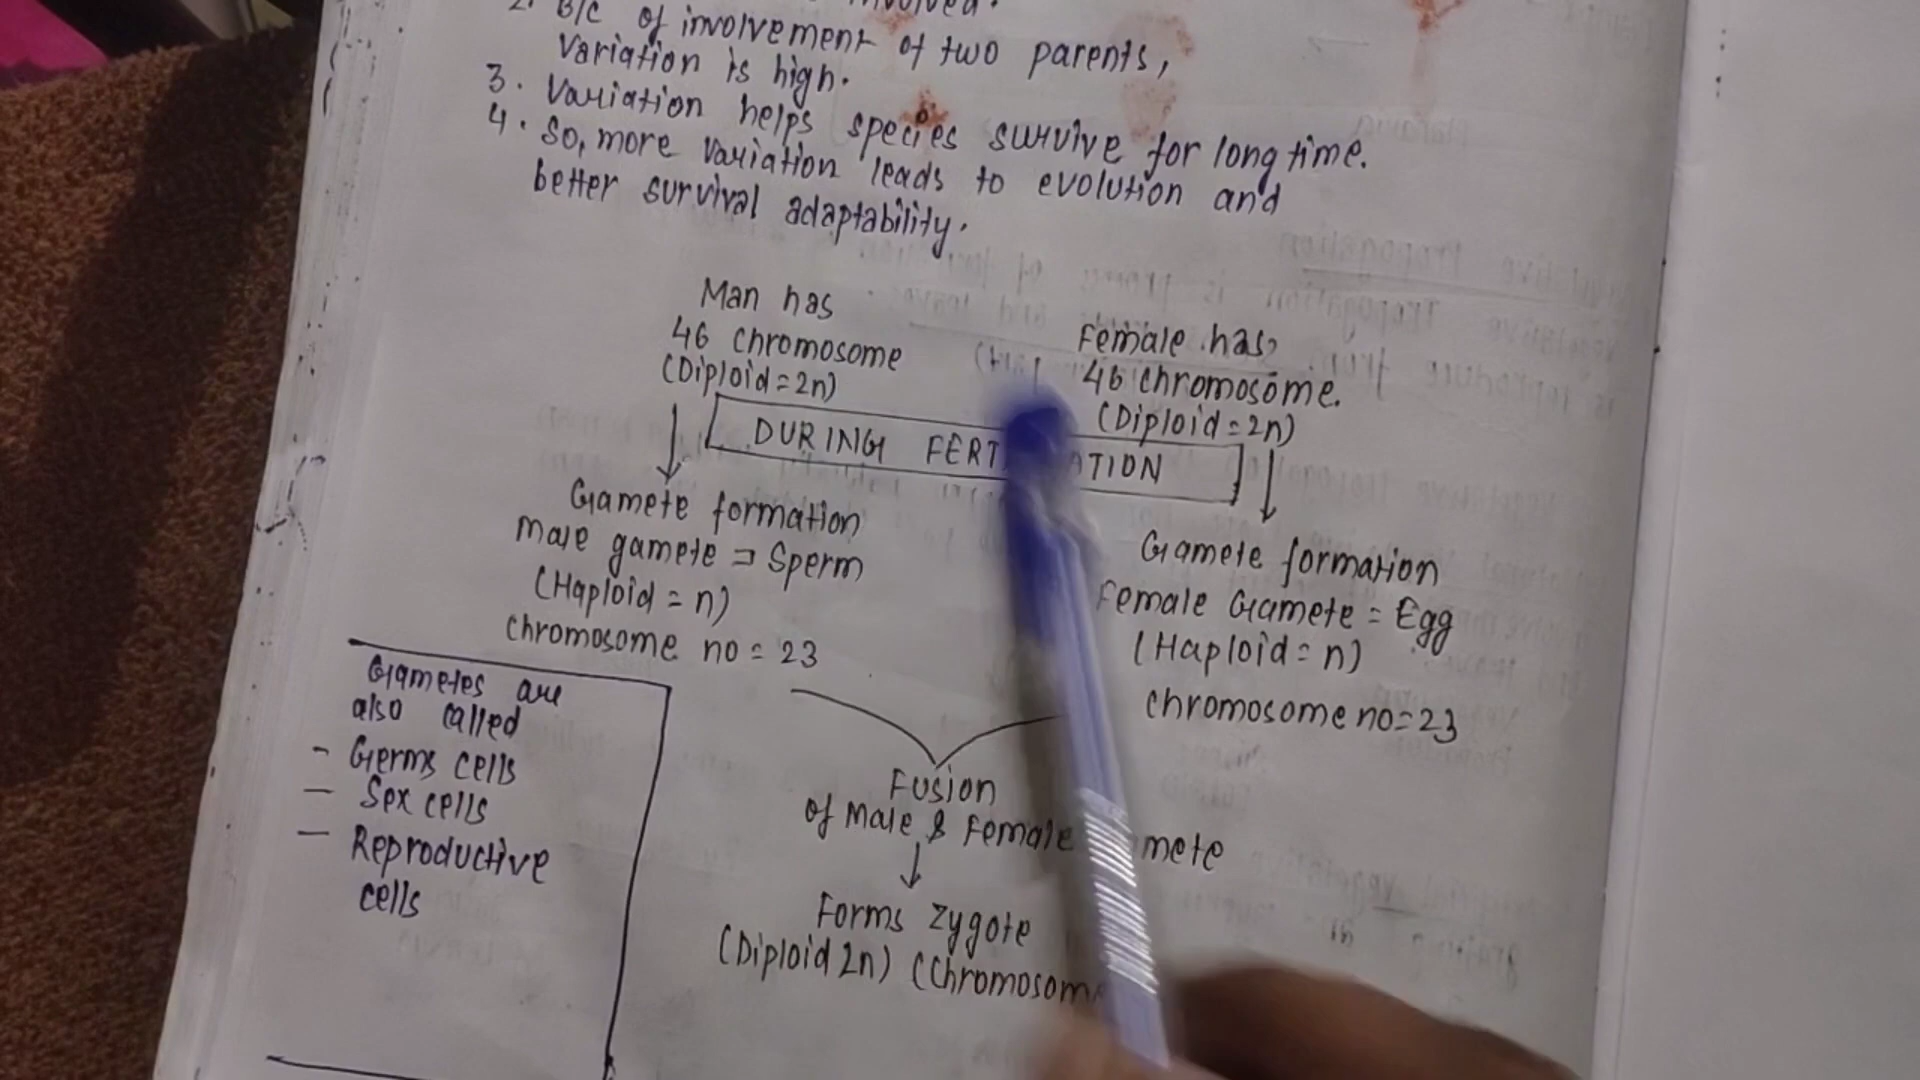 2. B/C of involvement of two parents,
variation is high.
3. Variation helps species survive for long time.
4. So, more variation leads to evolution and
better survival adaptability.
Man has
46 chromosome
(Diploid = 2n)
Female has
46 chromosome.
(Diploid = 2n)
DURING
Gamete formation
male gamete = Sperm
(Haploid = n)
chromosome no = 23
Gamete formation
Female Gamete = Egg
(Haploid = n)
chromosome no = 23
Gametes are
also called
- Germs cells
- Sex cells
- Reproductive
cells
Fusion
of male & Female
Forms zygote
(Diploid 2n)